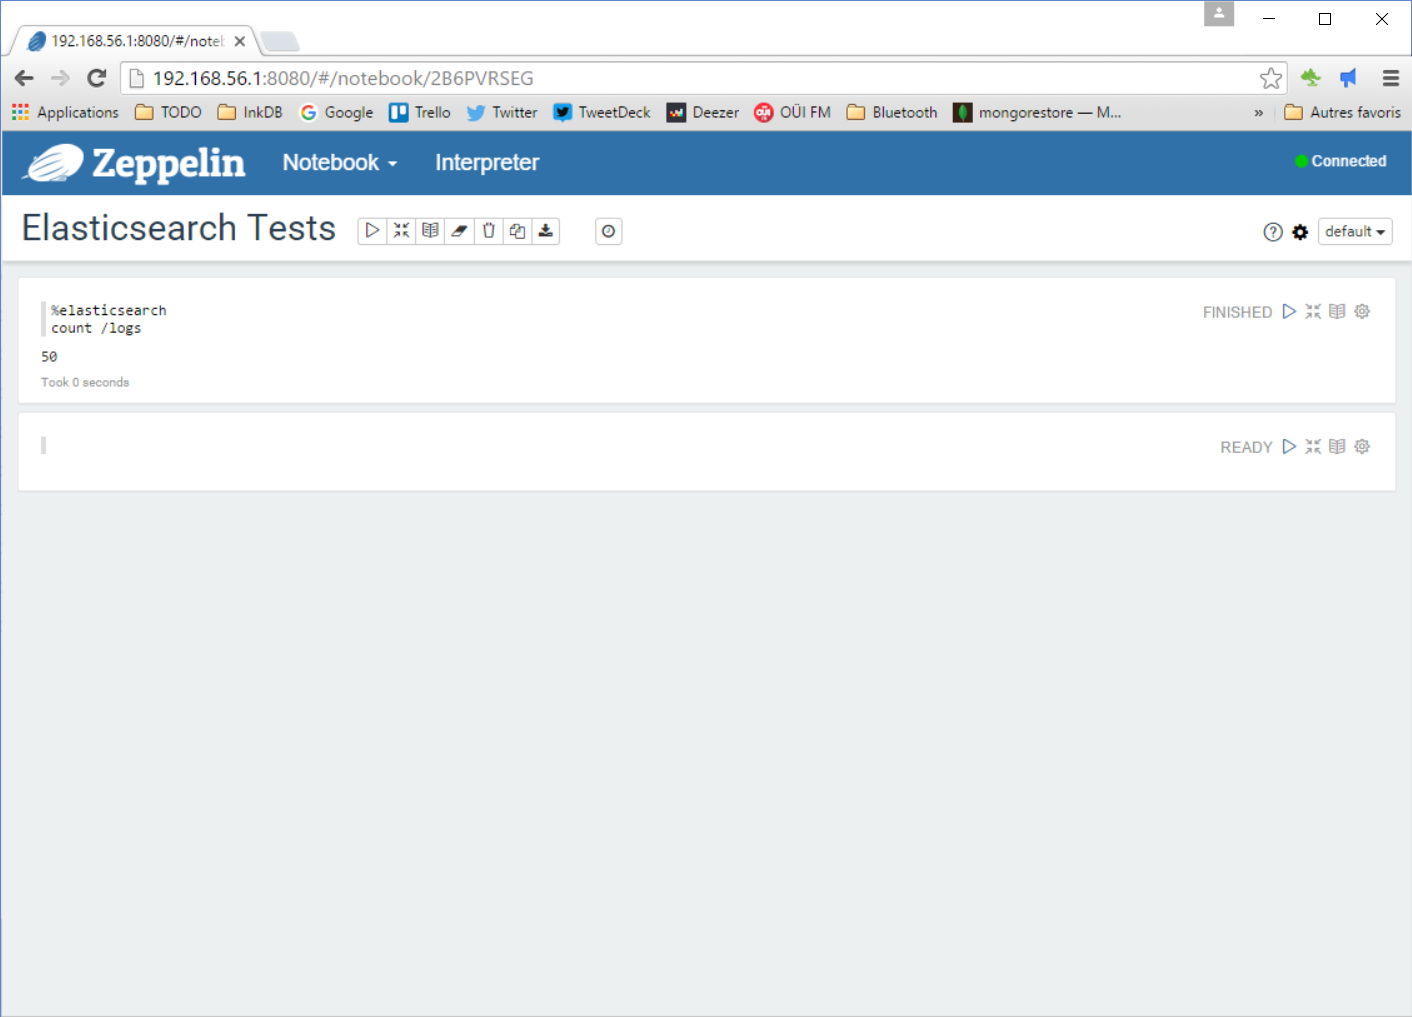 192.168.56.1:8080/#/note
192.168.56.1:8080/#/notebook/2B6PVRSEG
Applications TODO InkDB Google Trello Twitter TweetDeck Deezer OÜI FM Bluetooth mongorestore — M... » Autres favoris
Zeppelin Notebook Interpreter Connected
Elasticsearch Tests default
%elasticsearch FINISHED
count /logs
50
Took 0 seconds
READY